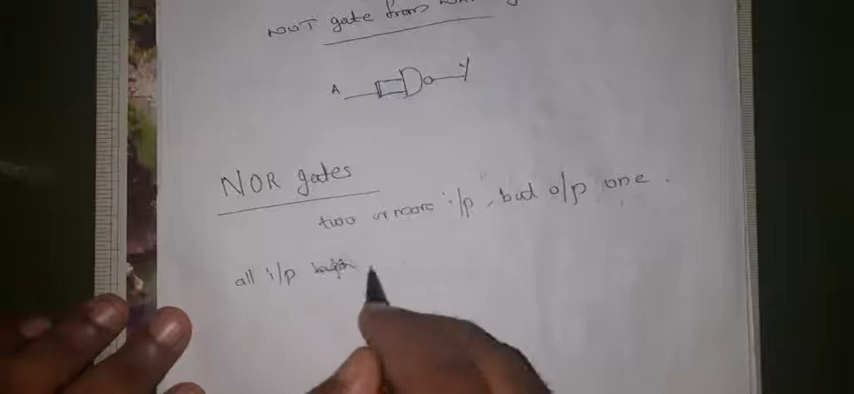 NOT gate from
A
Y
NOR gates
two or more i/p, but o/p one.
all i/p